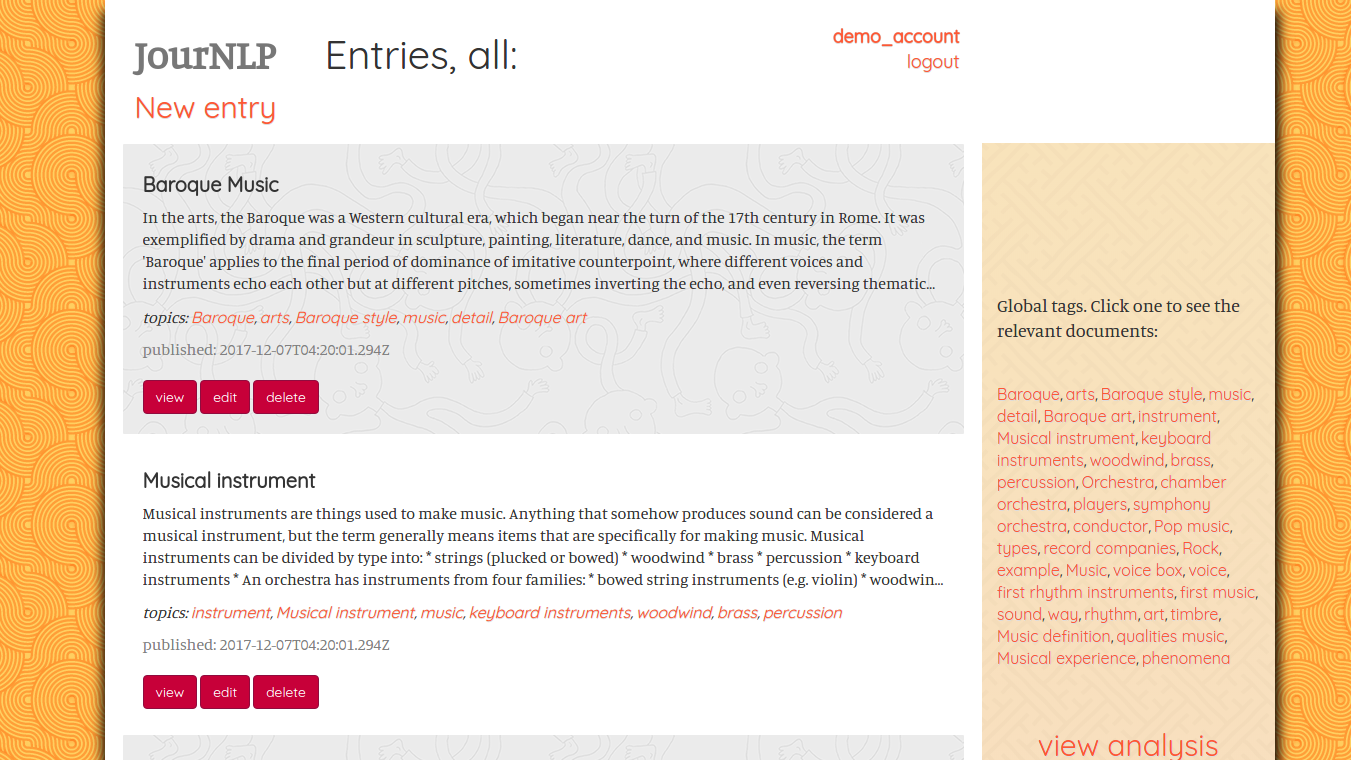 JourNLP
Entries, all:
demo_account
logout
New entry
Baroque Music
In the arts, the Baroque was a Western cultural era, which began near the turn of the 17th century in Rome. It was
exemplified by drama and grandeur in sculpture, painting, literature, dance, and music. In music, the term
'Baroque' applies to the final period of dominance of imitative counterpoint, where different voices and
instruments echo each other but at different pitches, sometimes inverting the echo, and even reversing thematic...
topics: Baroque, arts, Baroque style, music, detail, Baroque art
published: 2017-12-07T04:20:01.294Z
view edit delete
Musical instrument
Musical instruments are things used to make music. Anything that somehow produces sound can be considered a
musical instrument, but the term generally means items that are specifically for making music. Musical
instruments can be divided by type into: * strings (plucked or bowed) * woodwind * brass * percussion * keyboard
instruments * An orchestra has instruments from four families: * bowed string instruments (e.g. violin) * woodwin...
topics: instrument, Musical instrument, music, keyboard instruments, woodwind, brass, percussion
published: 2017-12-07T04:20:01.294Z
view edit delete
Global tags. Click one to see the
relevant documents:
Baroque, arts, Baroque style, music,
detail, Baroque art, instrument,
Musical instrument, keyboard
instruments, woodwind, brass,
percussion, Orchestra, chamber
orchestra, players, symphony
orchestra, conductor, Pop music,
types, record companies, Rock,
example, Music, voice box, voice,
first rhythm instruments, first music,
sound, way, rhythm, art, timbre,
Music definition, qualities music,
Musical experience, phenomena
view analysis